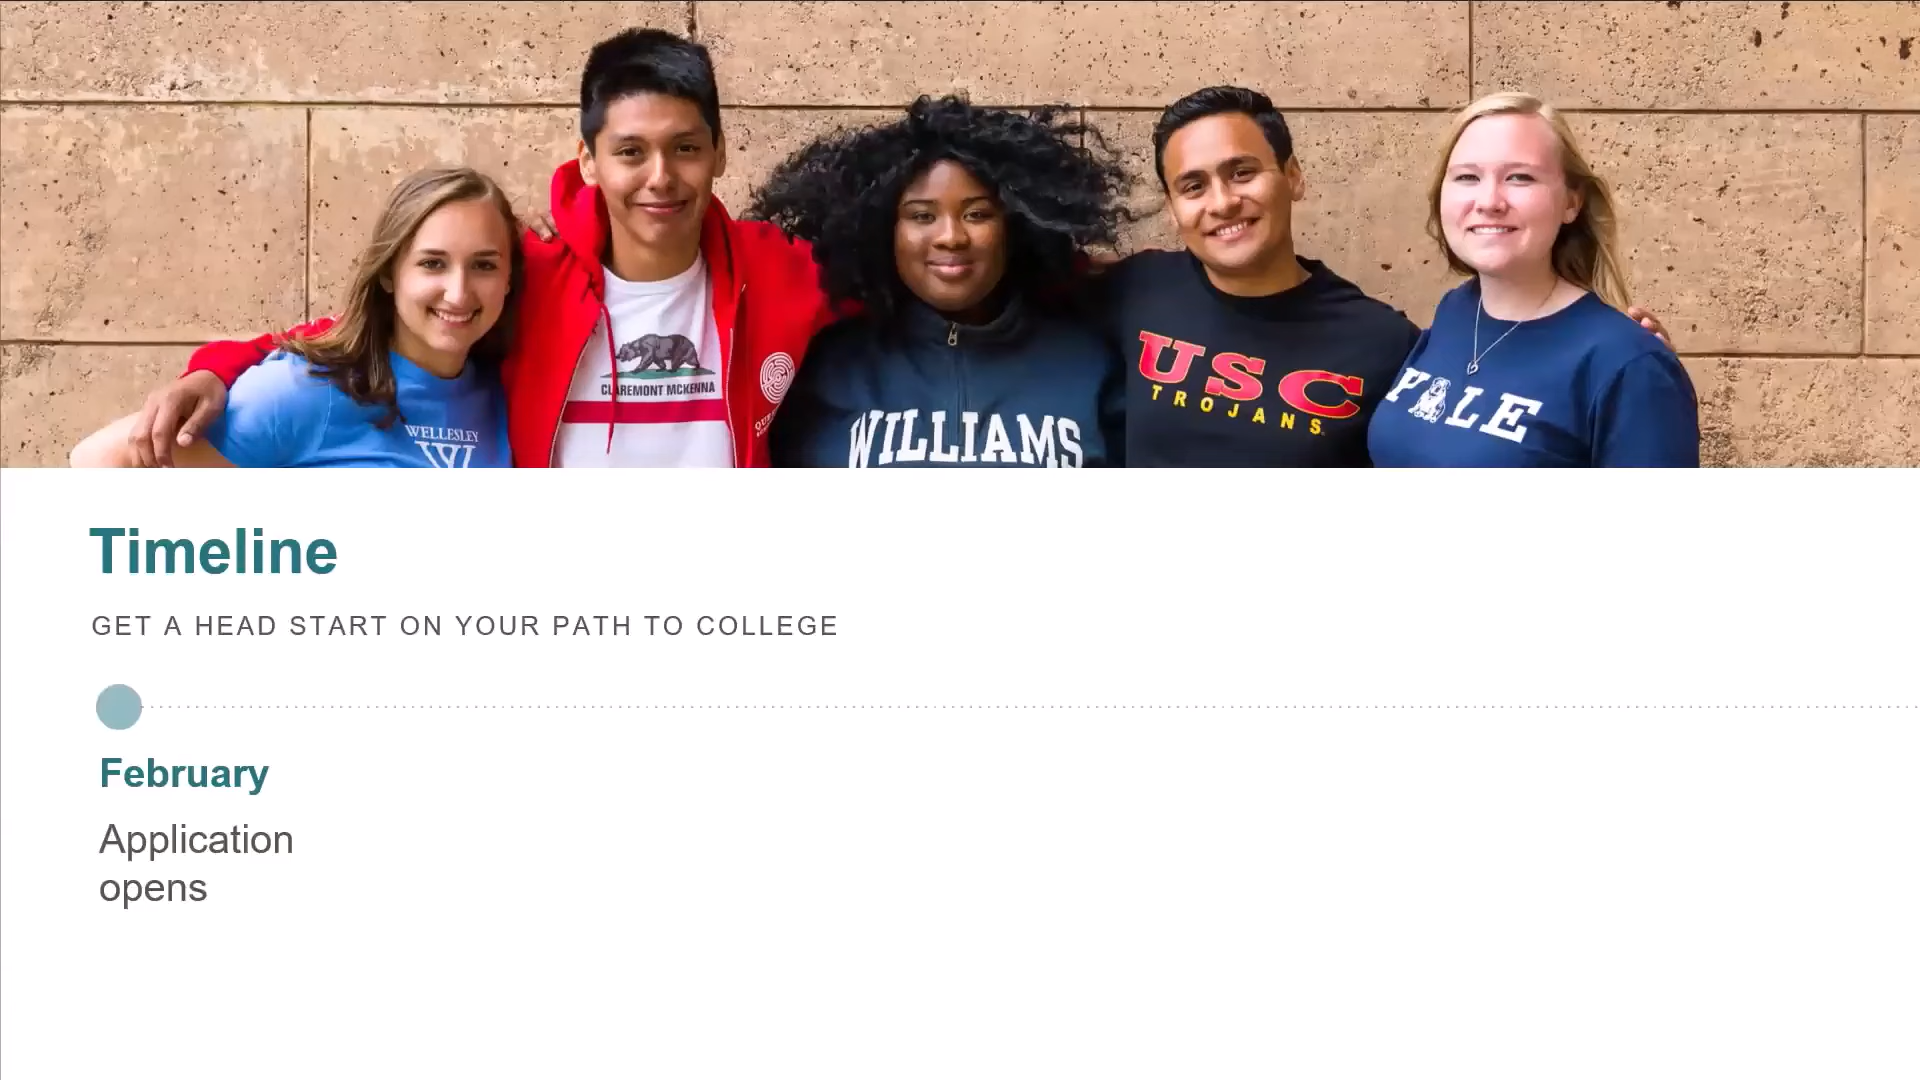 WELLESLEY
W
CLAREMONT MCKENNA
WILLIAMS
USC
TROJANS
YALE
Timeline
GET A HEAD START ON YOUR PATH TO COLLEGE
February
Application
opens